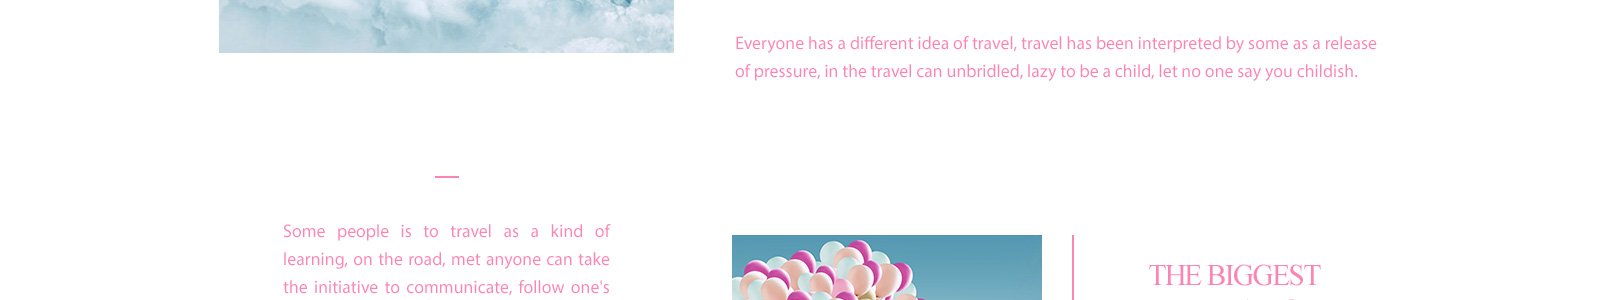 Everyone has a different idea of travel, travel has been interpreted by some as a release
of pressure, in the travel can unbridled, lazy to be a child, let no one say you childish.
Some people is to travel as a kind of
learning, on the road, met anyone can take
the initiative to communicate, follow one's
THE BIGGEST